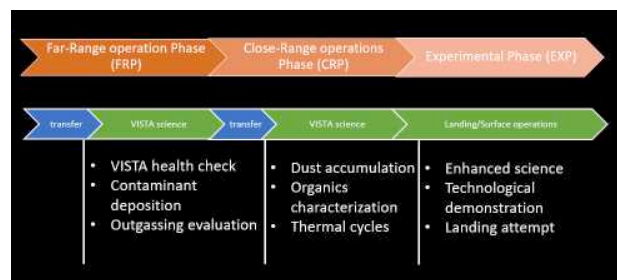 Far-Range operation Phase
(FRP)
Close-Range operations
Phase (CRP)
Experimental Phase (EXP)
transfer
VISTA science
transfer
VISTA science
Landing/Surface operations
• VISTA health check
• Contaminant
deposition
• Outgassing evaluation
• Dust accumulation
• Organics
characterization
• Thermal cycles
• Enhanced science
• Technological
demonstration
• Landing attempt